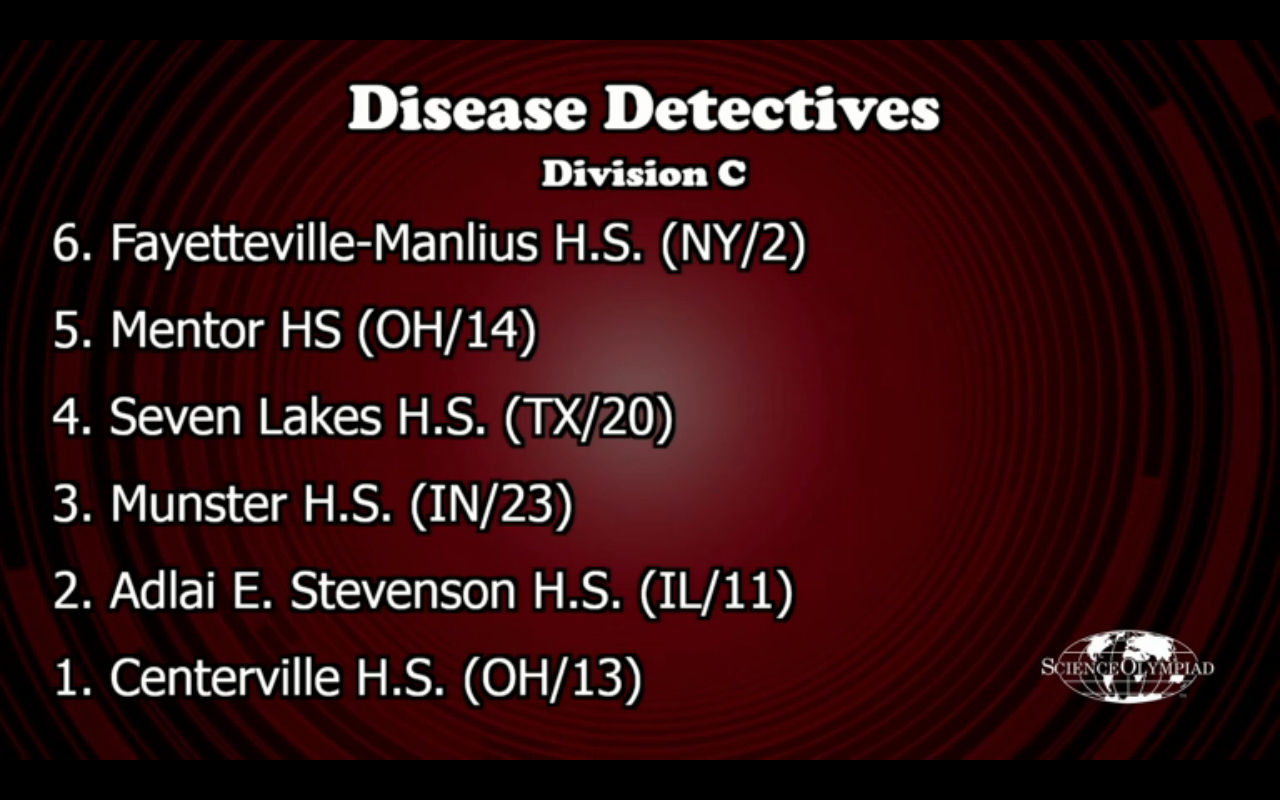 Disease Detectives
Division C
6. Fayetteville-Manlius H.S. (NY/2)
5. Mentor HS (OH/14)
4. Seven Lakes H.S. (TX/20)
3. Munster H.S. (IN/23)
2. Adlai E. Stevenson H.S. (IL/11)
1. Centerville H.S. (OH/13)
SCIENCE OLYMPIAD